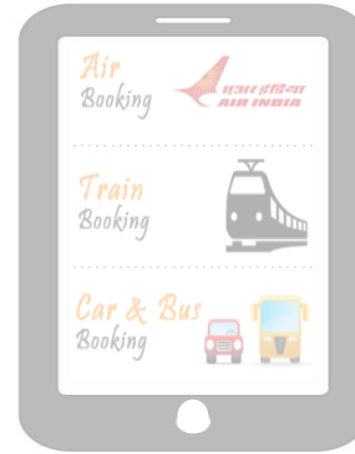 Air
Booking
एअर इंडिया
AIR INDIA
Train
Booking
Car & Bus
Booking